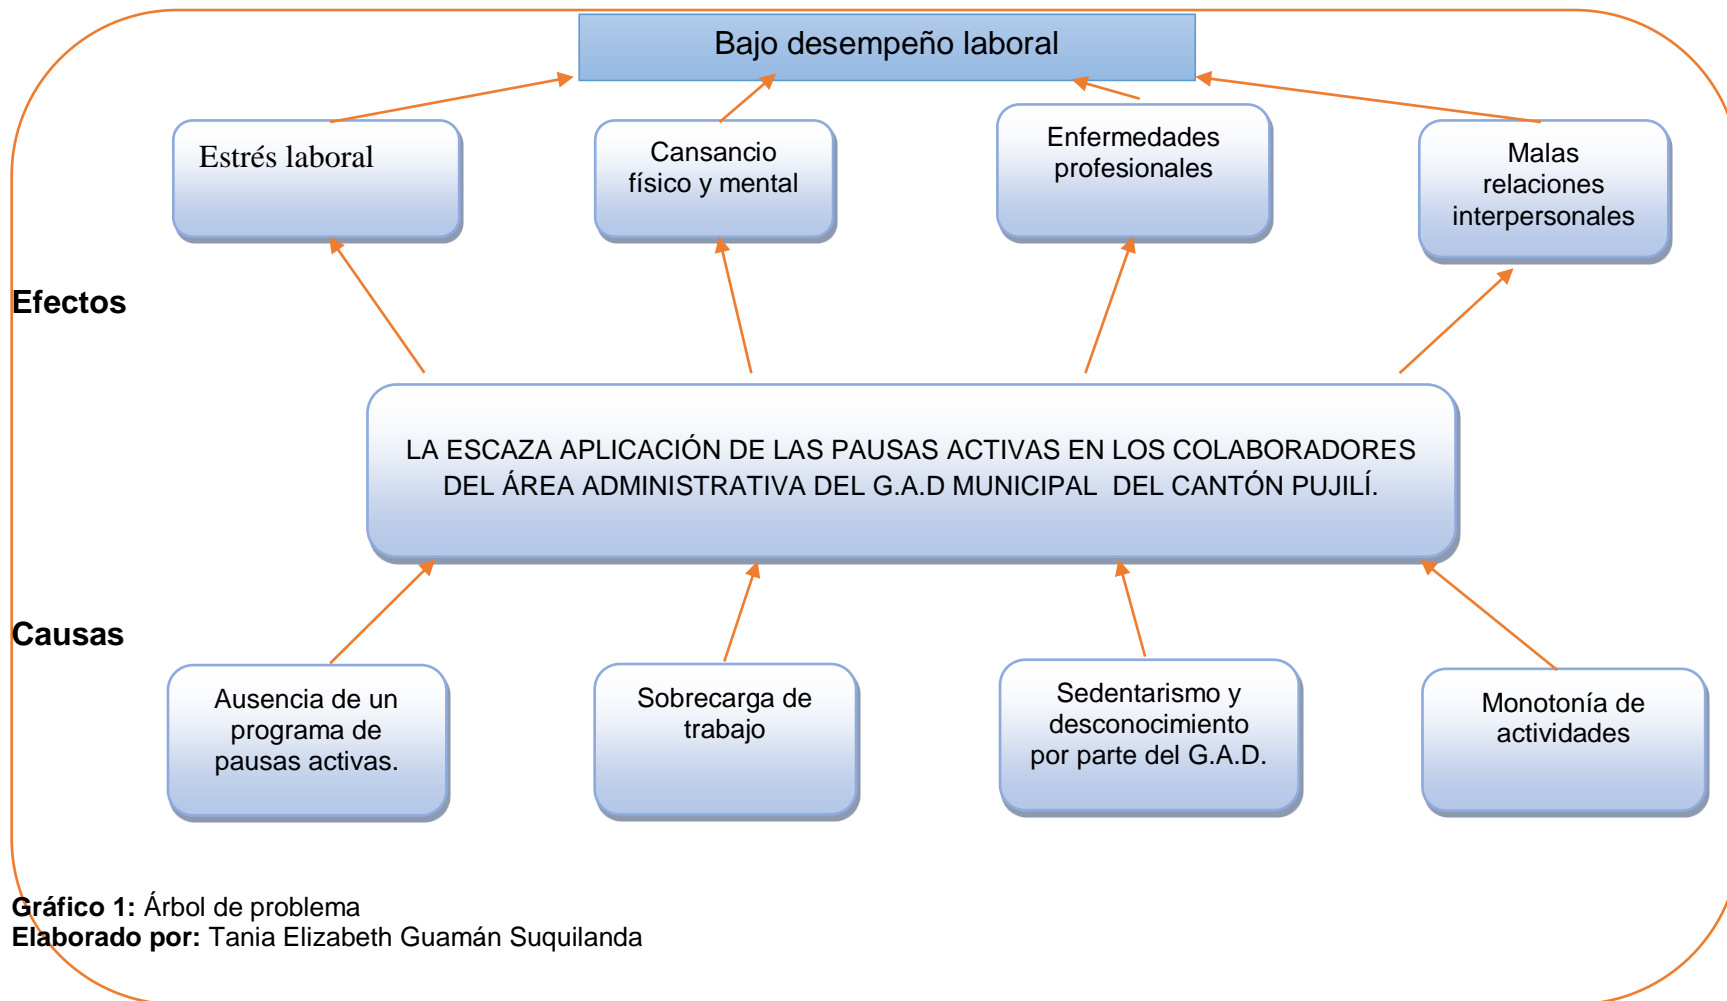 Bajo desempeño laboral
Estrés laboral
Cansancio
físico y mental
Enfermedades
profesionales
Malas
relaciones
interpersonales
Efectos
LA ESCAZA APLICACIÓN DE LAS PAUSAS ACTIVAS EN LOS COLABORADORES
DEL ÁREA ADMINISTRATIVA DEL G.A.D MUNICIPAL  DEL CANTÓN PUJILÍ.
Causas
Ausencia de un
programa de
pausas activas.
Sobrecarga de
trabajo
Sedentarismo y
desconocimiento
por parte del G.A.D.
Monotonía de
actividades
Gráfico 1: Árbol de problema
Elaborado por: Tania Elizabeth Guamán Suquilanda